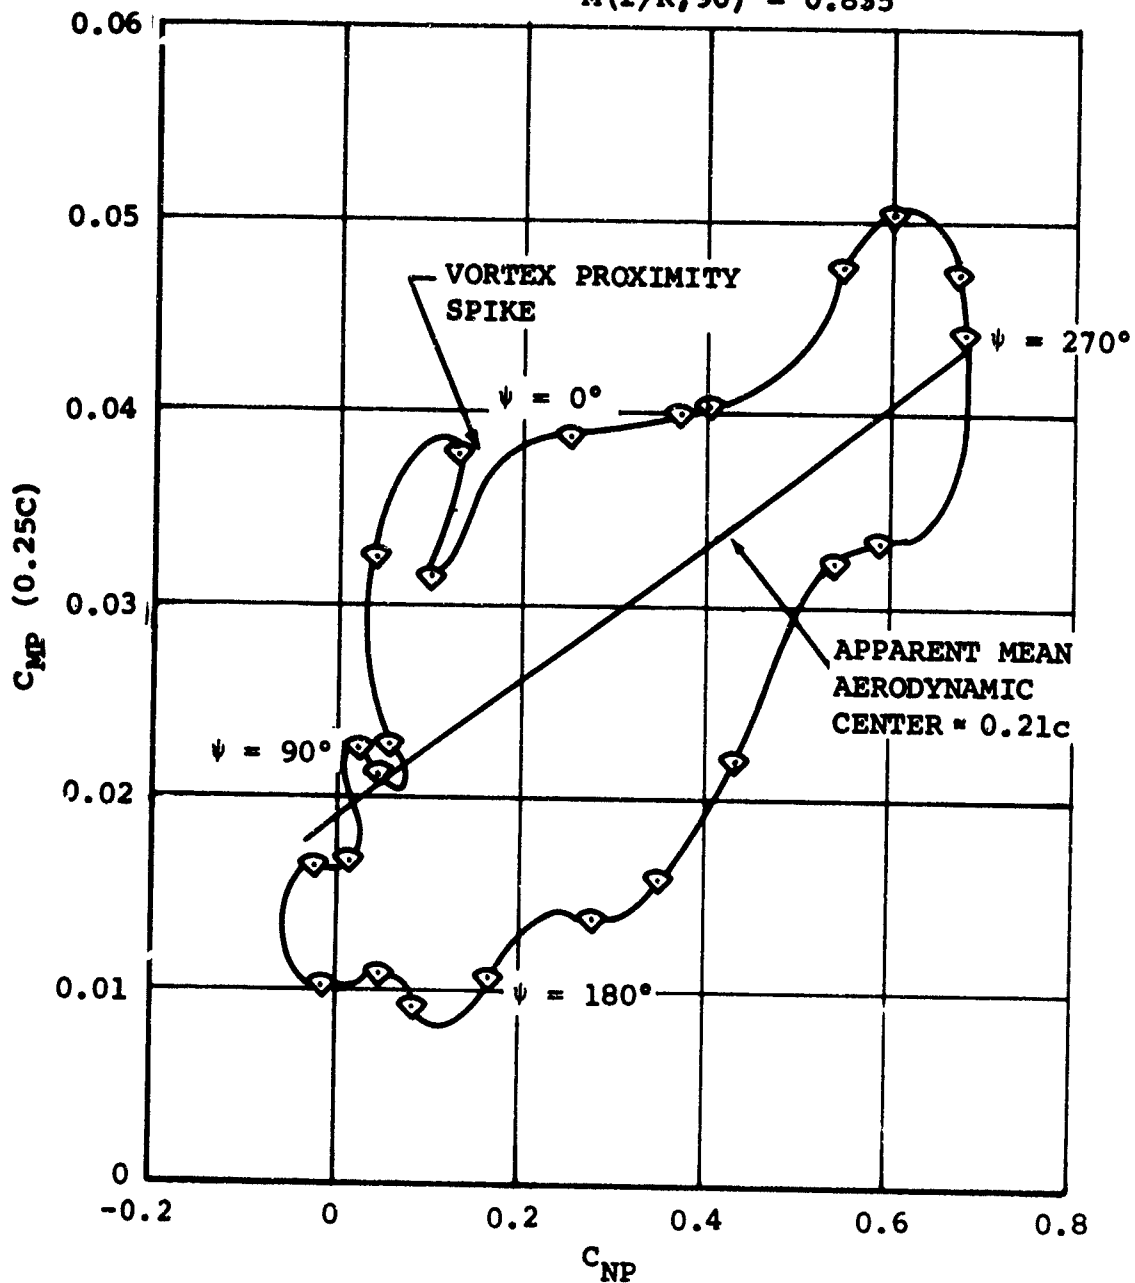 0.06
0.05
VORTEX PROXIMITY
SPIKE
ψ = 270°
ψ = 0°
0.04
C_MP (0.25C)
0.03
APPARENT MEAN
AERODYNAMIC
CENTER ≈ 0.21c
ψ = 90°
0.02
0.01
ψ = 180°
0
-0.2 0 0.2 0.4 0.6 0.8
C_NP